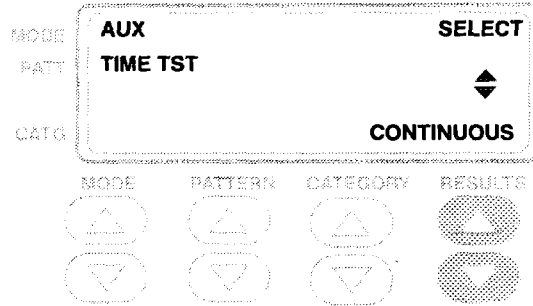 MODE AUX SELECT
PATT TIME TST
CATG CONTINUOUS
MODE PATTERN CATEGORY RESULTS